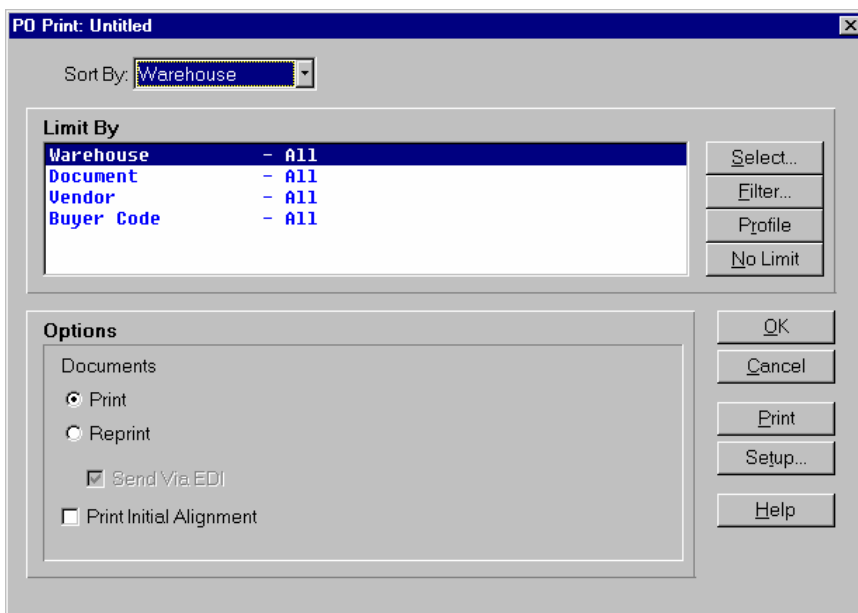 PO Print: Untitled
Sort By: Warehouse
Limit By
Warehouse - All
Document - All
Vendor - All
Buyer Code - All
Select...
Filter...
Profile
No Limit
Options
Documents
Print
Reprint
Send Via EDI
Print Initial Alignment
OK
Cancel
Print
Setup...
Help